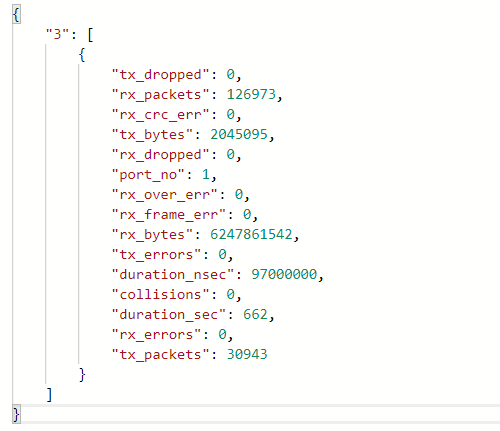 {
"3": [
{
"tx_dropped": 0,
"rx_packets": 126973,
"rx_crc_err": 0,
"tx_bytes": 2045095,
"rx_dropped": 0,
"port_no": 1,
"rx_over_err": 0,
"rx_frame_err": 0,
"rx_bytes": 6247861542,
"tx_errors": 0,
"duration_nsec": 97000000,
"collisions": 0,
"duration_sec": 662,
"rx_errors": 0,
"tx_packets": 30943
}
]
}